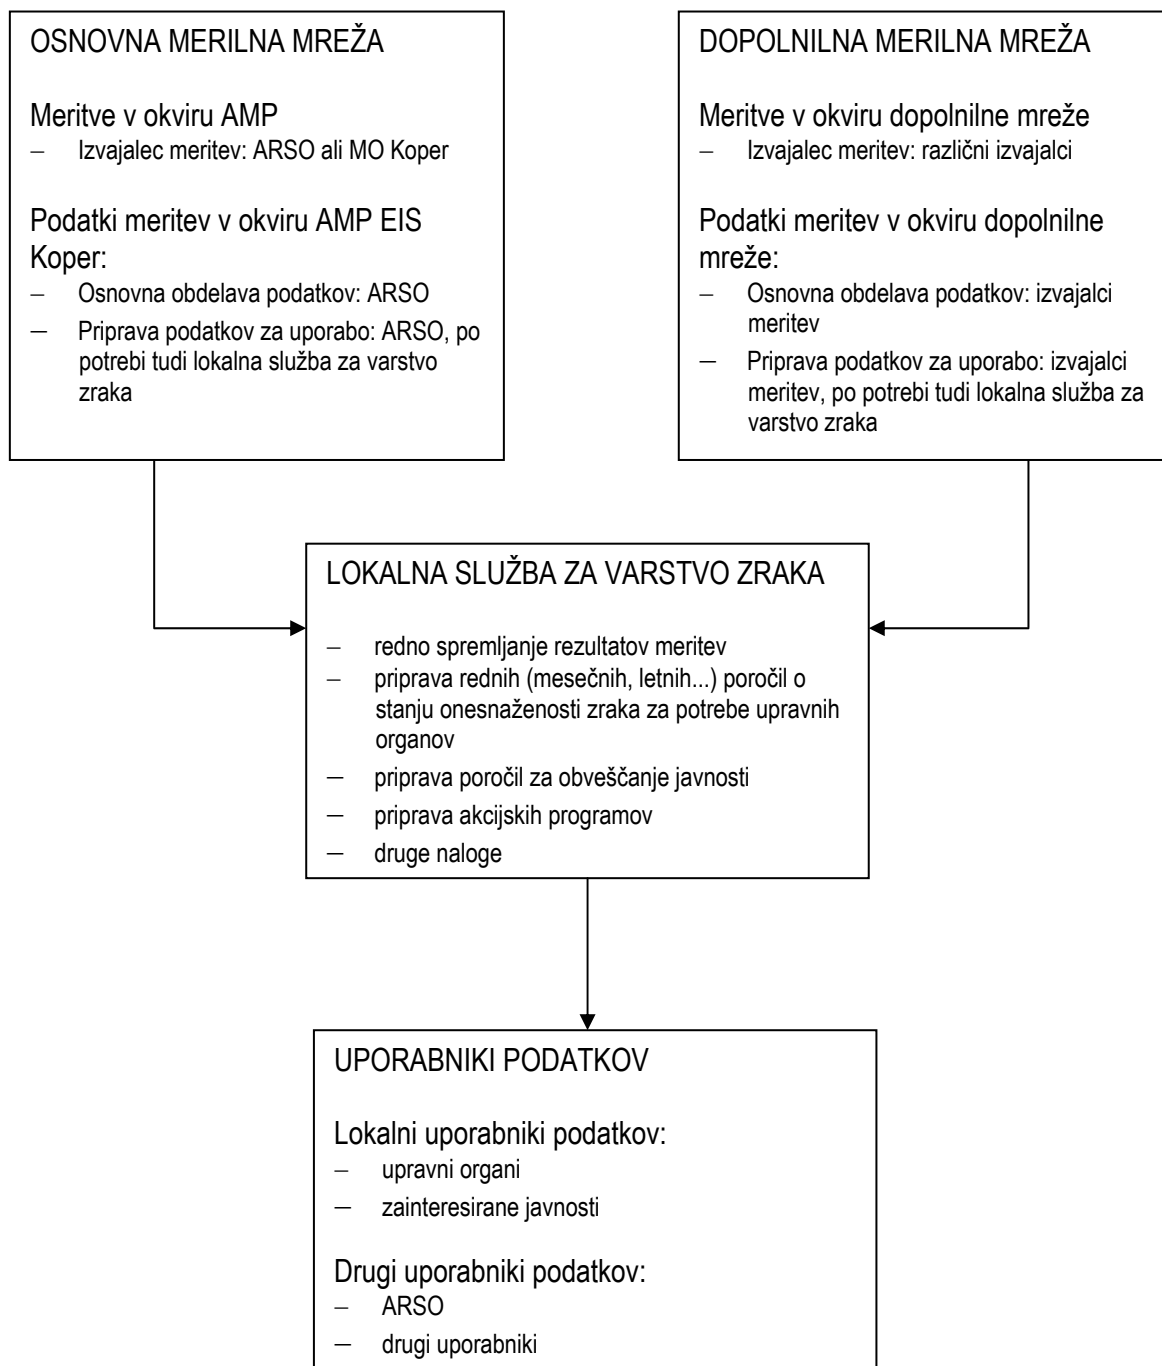 OSNOVNA MERILNA MREŽA
Meritve v okviru AMP
– Izvajalec meritev: ARSO ali MO Koper
Podatki meritev v okviru AMP EIS
Koper:
– Osnovna obdelava podatkov: ARSO
– Priprava podatkov za uporabo: ARSO, po
potrebi tudi lokalna služba za varstvo
zraka
DOPOLNILNA MERILNA MREŽA
Meritve v okviru dopolnilne mreže
– Izvajalec meritev: različni izvajalci
Podatki meritev v okviru dopolnilne
mreže:
– Osnovna obdelava podatkov: izvajalci
meritev
– Priprava podatkov za uporabo: izvajalci
meritev, po potrebi tudi lokalna služba za
varstvo zraka
LOKALNA SLUŽBA ZA VARSTVO ZRAKA
– redno spremljanje rezultatov meritev
– priprava rednih (mesečnih, letnih...) poročil o
stanju onesnaženosti zraka za potrebe upravnih
organov
– priprava poročil za obveščanje javnosti
– priprava akcijskih programov
– druge naloge
UPORABNIKI PODATKOV
Lokalni uporabniki podatkov:
– upravni organi
– zainteresirane javnosti
Drugi uporabniki podatkov:
– ARSO
– drugi uporabniki